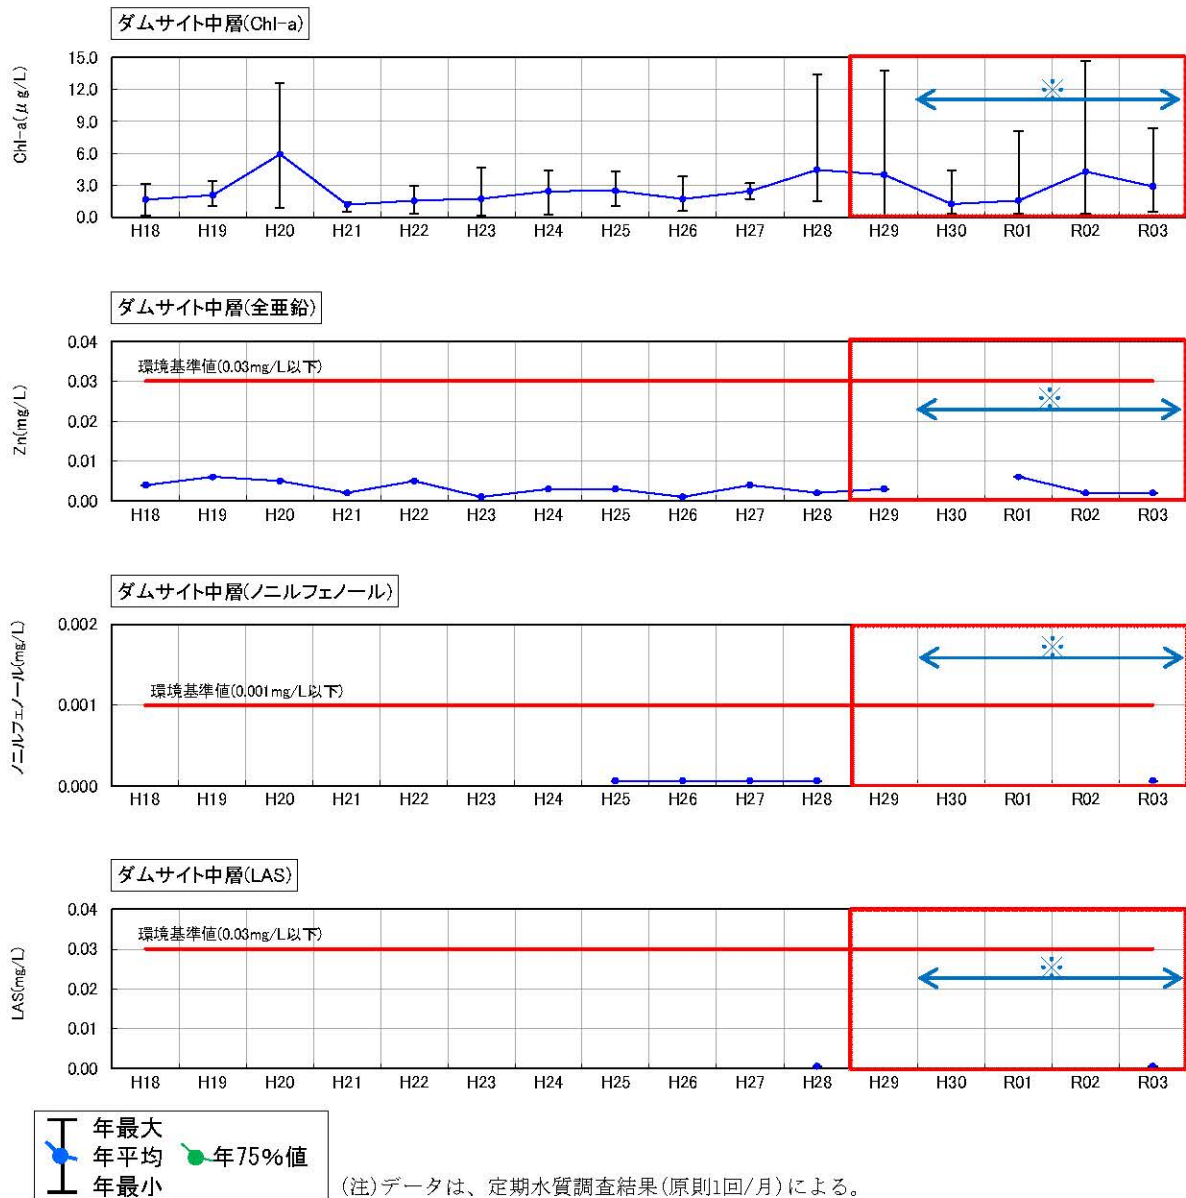 ダムサイト中層(Chl-a)
Chl-a(μg/L)
15.0
12.0
9.0
6.0
3.0
0.0
※
H18 H19 H20 H21 H22 H23 H24 H25 H26 H27 H28 H29 H30 R01 R02 R03
ダムサイト中層(全亜鉛)
Zn(mg/L)
0.04
0.03
0.02
0.01
0.00
環境基準値(0.03mg/L以下)
※
H18 H19 H20 H21 H22 H23 H24 H25 H26 H27 H28 H29 H30 R01 R02 R03
ダムサイト中層(ノニルフェノール)
ノニルフェノール(mg/L)
0.002
0.001
0.000
環境基準値(0.001mg/L以下)
※
H18 H19 H20 H21 H22 H23 H24 H25 H26 H27 H28 H29 H30 R01 R02 R03
ダムサイト中層(LAS)
LAS(mg/L)
0.04
0.03
0.02
0.01
0.00
環境基準値(0.03mg/L以下)
※
H18 H19 H20 H21 H22 H23 H24 H25 H26 H27 H28 H29 H30 R01 R02 R03
年最大
年平均 年75%値
年最小
(注)データは、定期水質調査結果(原則1回/月)による。